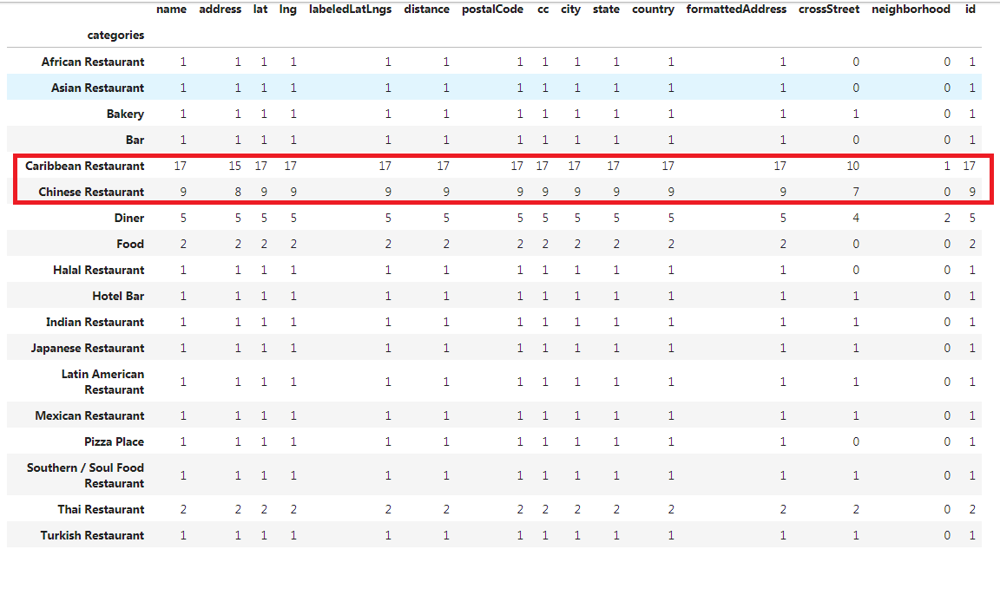 name address lat lng labeledLatLngs distance postalCode cc city state country formattedAddress crossStreet neighborhood id
categories
African Restaurant 1 1 1 1 1 1 1 1 1 1 1 1 0 0 1
Asian Restaurant 1 1 1 1 1 1 1 1 1 1 1 1 0 0 1
Bakery 1 1 1 1 1 1 1 1 1 1 1 1 1 0 1
Bar 1 1 1 1 1 1 1 1 1 1 1 1 0 0 1
Caribbean Restaurant 17 15 17 17 17 17 17 17 17 17 17 17 10 1 17
Chinese Restaurant 9 8 9 9 9 9 9 9 9 9 9 9 7 0 9
Diner 5 5 5 5 5 5 5 5 5 5 5 5 4 2 5
Food 2 2 2 2 2 2 2 2 2 2 2 2 0 0 2
Halal Restaurant 1 1 1 1 1 1 1 1 1 1 1 1 0 0 1
Hotel Bar 1 1 1 1 1 1 1 1 1 1 1 1 1 0 1
Indian Restaurant 1 1 1 1 1 1 1 1 1 1 1 1 1 0 1
Japanese Restaurant 1 1 1 1 1 1 1 1 1 1 1 1 1 0 1
Latin American
Restaurant 1 1 1 1 1 1 1 1 1 1 1 1 1 0 1
Mexican Restaurant 1 1 1 1 1 1 1 1 1 1 1 1 1 0 1
Pizza Place 1 1 1 1 1 1 1 1 1 1 1 1 0 0 1
Southern / Soul Food
Restaurant 1 1 1 1 1 1 1 1 1 1 1 1 1 0 1
Thai Restaurant 2 2 2 2 2 2 2 2 2 2 2 2 2 0 2
Turkish Restaurant 1 1 1 1 1 1 1 1 1 1 1 1 1 0 1